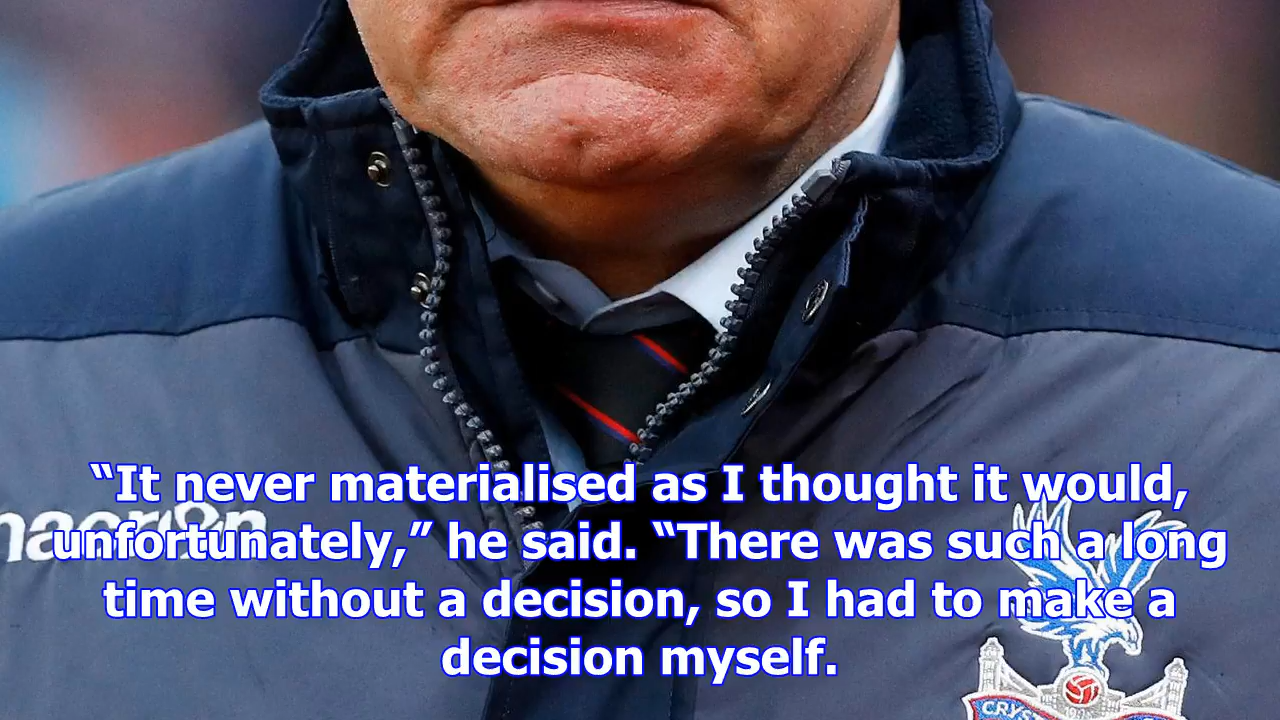 “It never materialised as I thought it would,
unfortunately,” he said. “There was such a long
time without a decision, so I had to make a
decision myself.